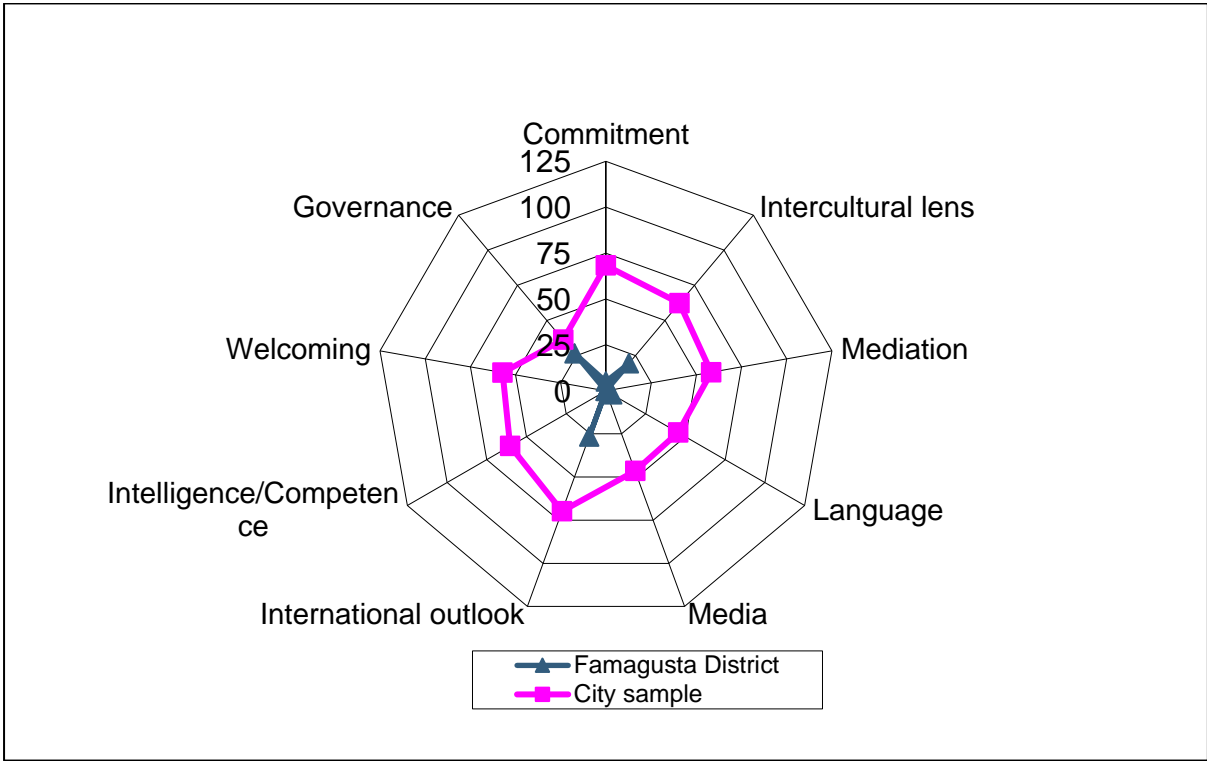 Commitment
125
Governance
100
Intercultural lens
75
50
Welcoming
25
Mediation
0
Intelligence/Competen
ce
Language
International outlook
Media
Famagusta District
City sample